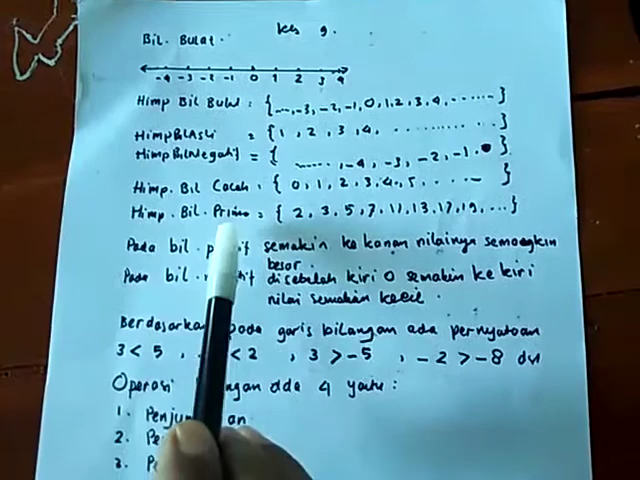 Bil. Bulat. kls 9.
-4 -3 -2 -1 0 1 2 3 4
Himp Bil Bulat : {...,-3,-2,-1,0,1,2,3,4,.......}
Himp Bil Asli = {1, 2, 3, 4, ...........}
Himp Bil Negatif = { ......, -4, -3, -2, -1. }
Himp. Bil Cacah : { 0, 1, 2, 3, 4, 5, ..... }
Himp. Bil. Prima = { 2, 3, 5, 7, 11, 13, 17, 19, ...}
Pada bil. semakin ke kanan nilainya semangkin
besar.
Pada bil. disebelah kiri 0 semakin ke kiri
nilai semakin kecil.
Berdasarkan pada garis bilangan ada pernyataan
3 < 5 , < 2 , 3 > -5 , -2 > -8 dst
Operasi ada 4 yaitu :
1.
2.
3.